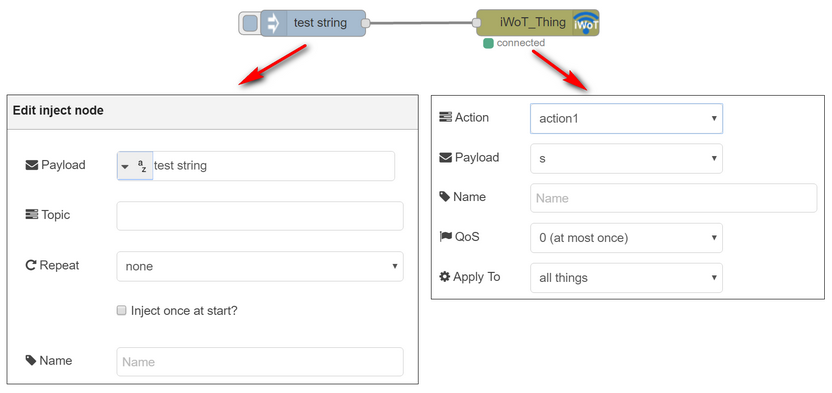 test string
iWoT_Thing
iWoT
connected
Edit inject node
Payload
a
z
test string
Topic
Repeat
none
Inject once at start?
Name
Name
Action
action1
Payload
s
Name
Name
QoS
0 (at most once)
Apply To
all things